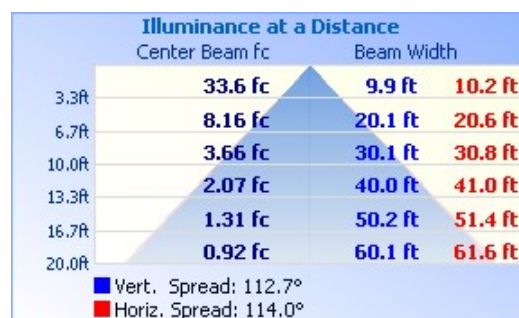 Illuminance at a Distance
Center Beam fc Beam Width
33.6 fc 9.9 ft 10.2 ft
3.3ft
8.16 fc 20.1 ft 20.6 ft
6.7ft
3.66 fc 30.1 ft 30.8 ft
10.0ft
2.07 fc 40.0 ft 41.0 ft
13.3ft
1.31 fc 50.2 ft 51.4 ft
16.7ft
0.92 fc 60.1 ft 61.6 ft
20.0ft
Vert. Spread: 112.7°
Horiz. Spread: 114.0°